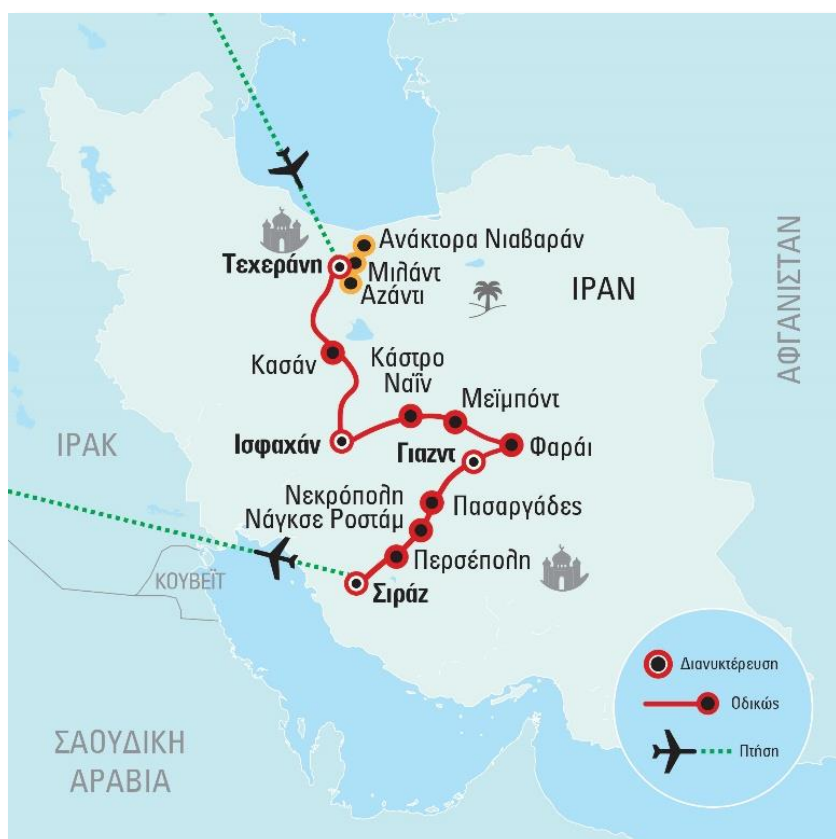 Ανάκτορα Νιαβαράν
Τεχεράνη
Μιλάντ
Αζάντι
ΙΡΑΝ
ΑΦΓΑΝΙΣΤΑΝ
Κασάν
Κάστρο
Ναΐν
Μεϊμπόντ
ΙΡΑΚ
Ισφαχάν
Γιαζντ
Φαράι
Νεκρόπολη
Νάγκσε Ροστάμ
Πασαργάδες
Περσέπολη
ΚΟΥΒΕΪΤ
Σιράζ
Διανυκτέρευση
Οδικώς
Πτήση
ΣΑΟΥΔΙΚΗ
ΑΡΑΒΙΑ